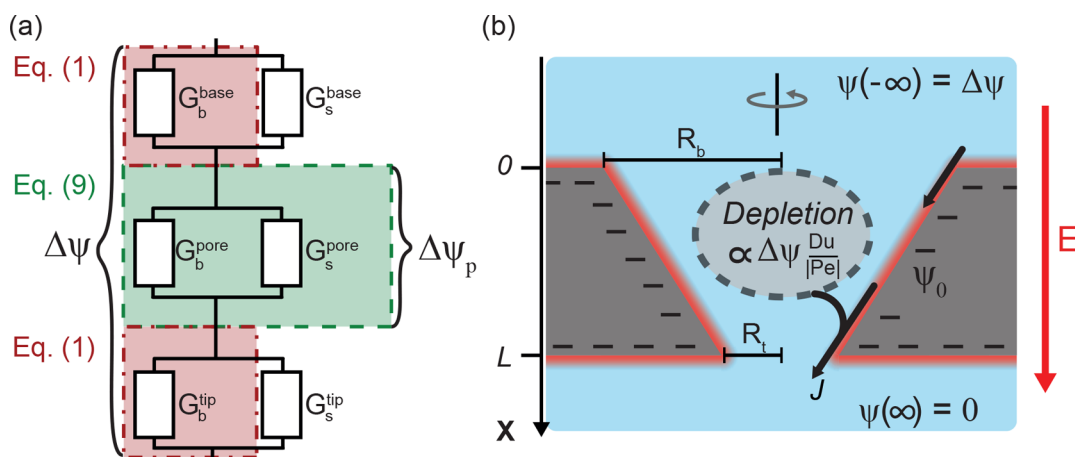 (a)
Eq. (1)
G_b^base
G_s^base
Eq. (9)
Δψ
G_b^pore
G_s^pore
Δψ_p
Eq. (1)
G_b^tip
G_s^tip
(b)
ψ(-∞) = Δψ
R_b
0
Depletion
∝ Δψ Du/|Pe|
E
ψ_0
R_t
L
J
ψ(∞) = 0
x